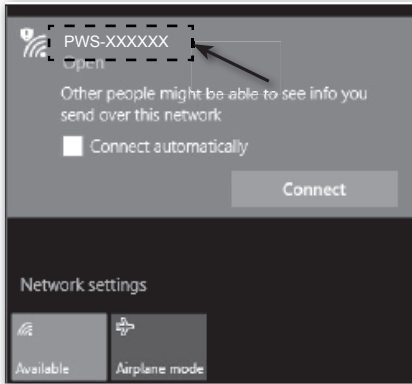 PWS-XXXXXX
Open
Other people might be able to see info you
send over this network
Connect automatically
Connect
Network settings
Available
Airplane mode